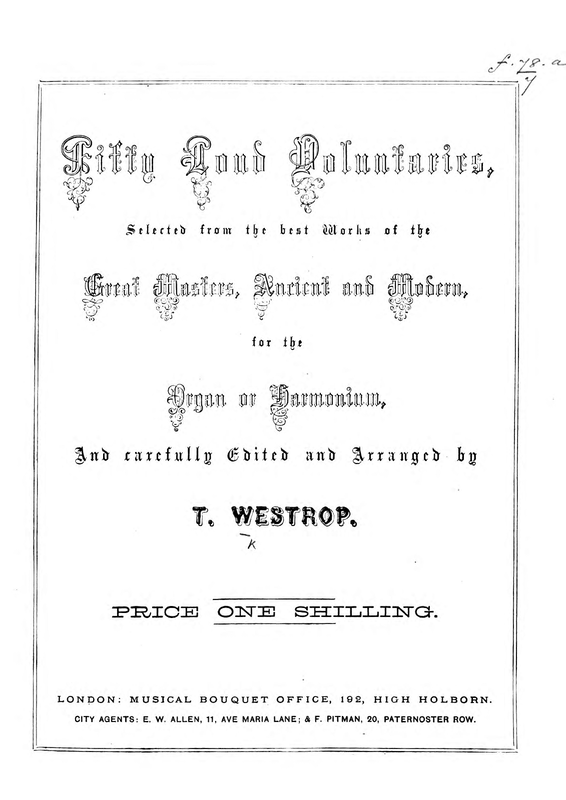 f. 78. a
7
Fifty Loud Voluntaries,
Selected from the best Works of the
Great Masters, Ancient and Modern,
for the
Organ or Harmonium,
And carefully Edited and Arranged by
T. WESTROP.
k
PRICE ONE SHILLING.
LONDON: MUSICAL BOUQUET OFFICE, 192, HIGH HOLBORN.
CITY AGENTS: E. W. ALLEN, 11, AVE MARIA LANE; & F. PITMAN, 20, PATERNOSTER ROW.